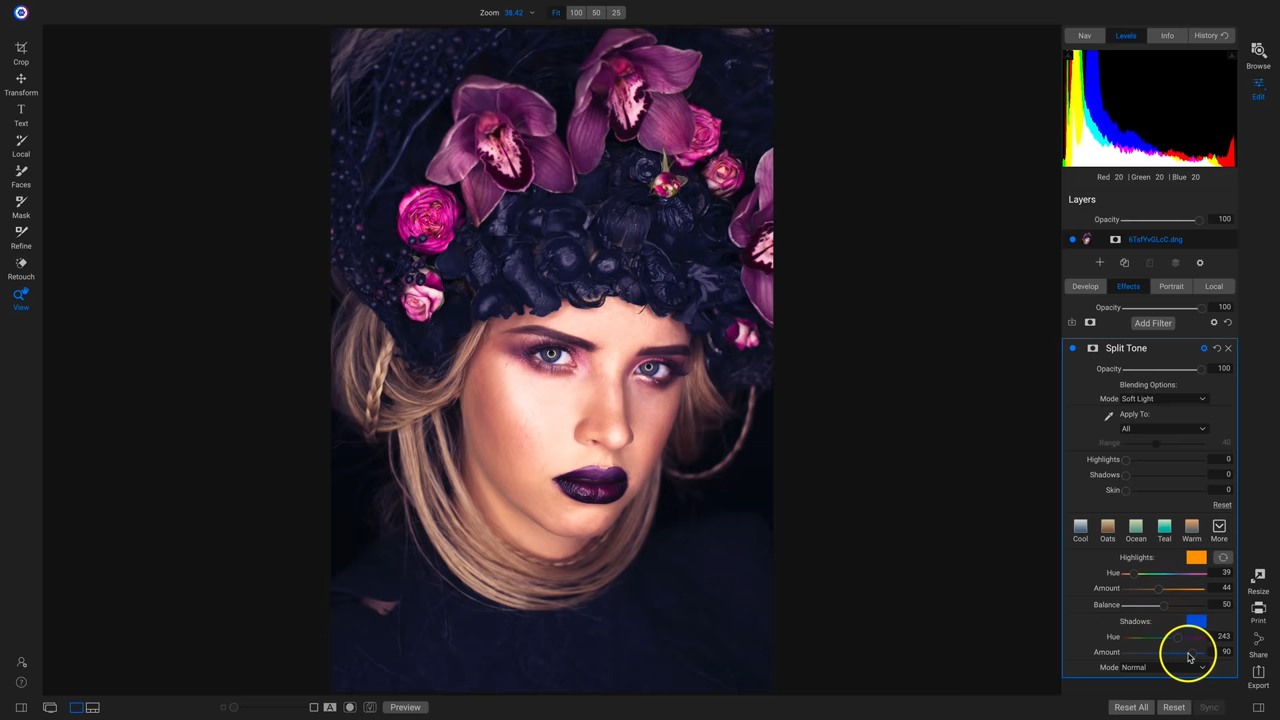 Zoom 38.42 Fit 100 50 25
Crop
Transform
Text
Local
Faces
Mask
Refine
Retouch
View
Nav Levels Info History
Red 20 | Green 20 | Blue 20
Layers
Opacity 100
6TsfYvGLcC.dng
Develop Effects Portrait Local
Opacity 100
Add Filter
Split Tone
Opacity 100
Blending Options:
Mode Soft Light
Apply To:
All
Range 40
Highlights 0
Shadows 0
Skin 0
Reset
Cool Oats Ocean Teal Warm More
Highlights:
Hue 39
Amount 44
Balance 50
Shadows:
Hue 243
Amount 90
Mode Normal
Browse
Edit
Resize
Print
Share
Export
A Preview
Reset All Reset Sync